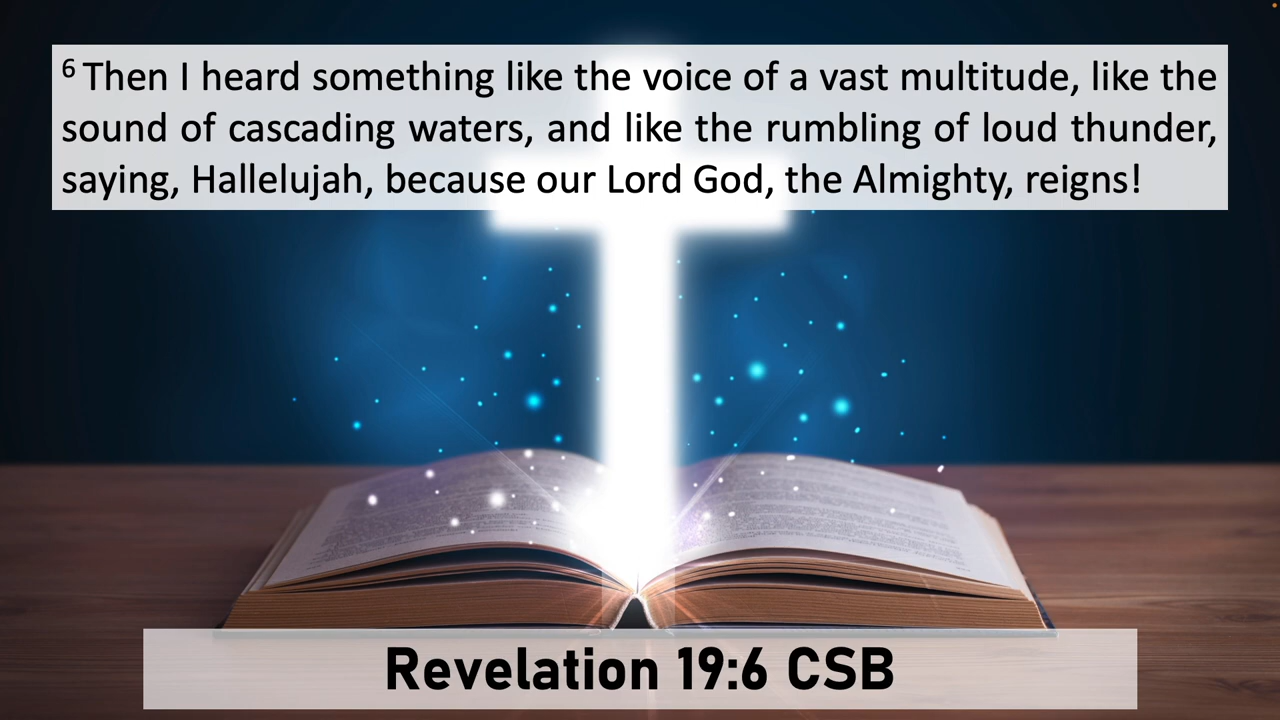 ⁶ Then I heard something like the voice of a vast multitude, like the
sound of cascading waters, and like the rumbling of loud thunder,
saying, Hallelujah, because our Lord God, the Almighty, reigns!
Revelation 19:6 CSB